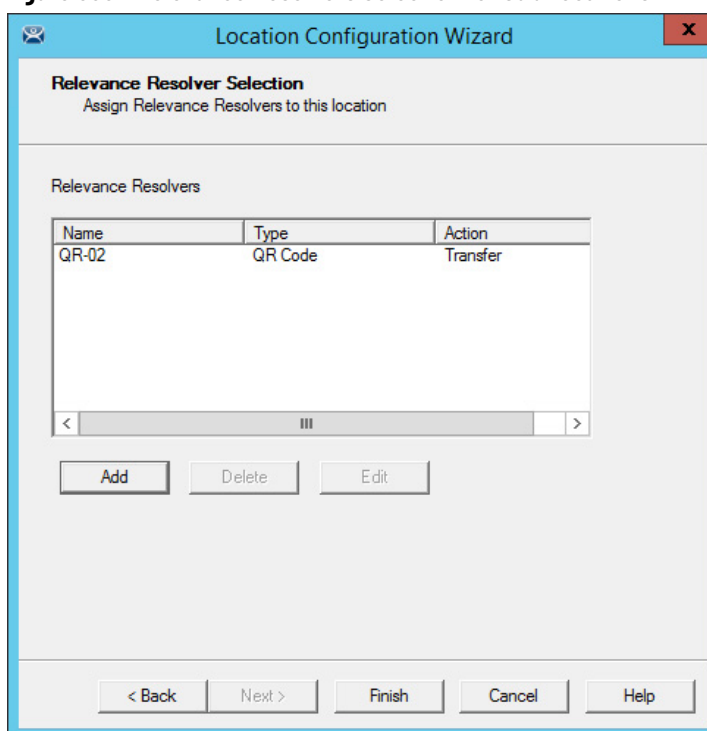 Location Configuration Wizard
x
Relevance Resolver Selection
Assign Relevance Resolvers to this location
Relevance Resolvers
Name Type Action
QR-02 QR Code Transfer
Add Delete Edit
< Back Next > Finish Cancel Help